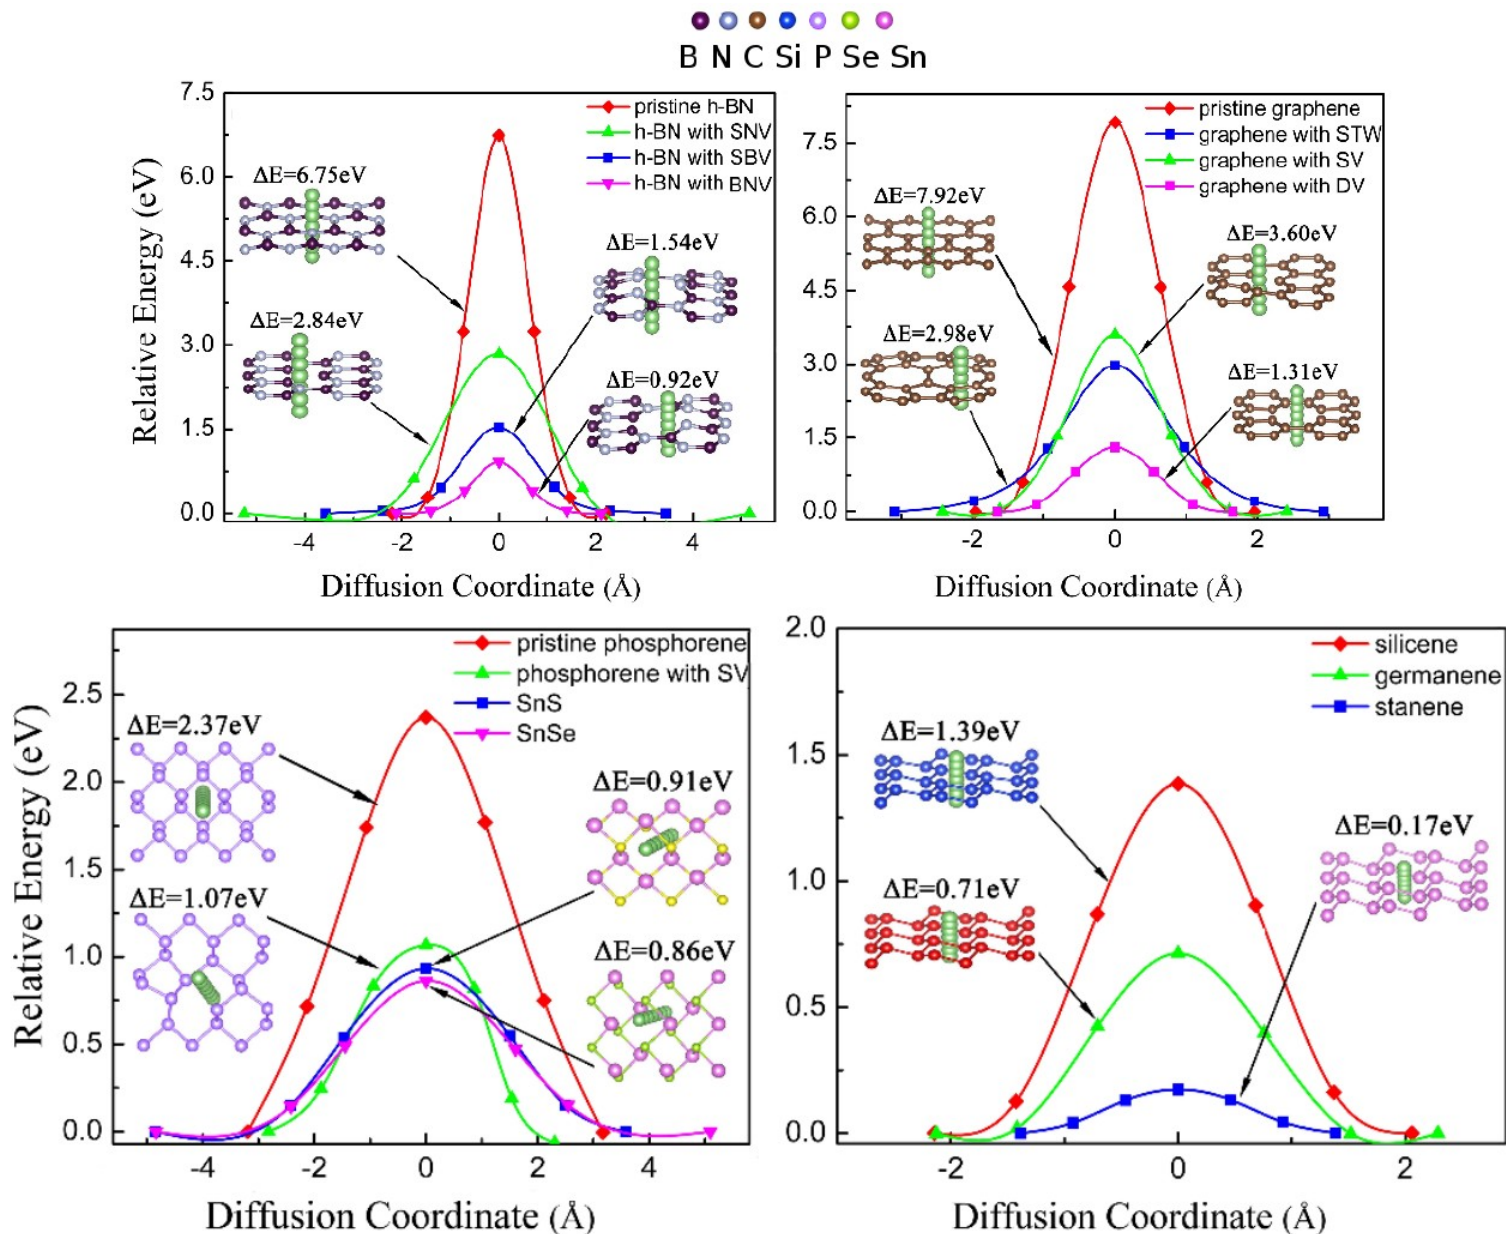 B N C Si P Se Sn
Relative Energy (eV)
7.5
6.0
4.5
3.0
1.5
0.0
pristine h-BN
h-BN with SNV
h-BN with SBV
h-BN with BNV
ΔE=6.75eV
ΔE=1.54eV
ΔE=2.84eV
ΔE=0.92eV
-4 -2 0 2 4
Diffusion Coordinate (Å)
7.5
6.0
4.5
3.0
1.5
0.0
pristine graphene
graphene with STW
graphene with SV
graphene with DV
ΔE=7.92eV
ΔE=3.60eV
ΔE=2.98eV
ΔE=1.31eV
-2 0 2
Diffusion Coordinate (Å)
Relative Energy (eV)
2.5
2.0
1.5
1.0
0.5
0.0
pristine phosphorene
phosphorene with SV
SnS
SnSe
ΔE=2.37eV
ΔE=0.91eV
ΔE=1.07eV
ΔE=0.86eV
-4 -2 0 2 4
Diffusion Coordinate (Å)
2.0
1.5
1.0
0.5
0.0
silicene
germanene
stanene
ΔE=1.39eV
ΔE=0.17eV
ΔE=0.71eV
-2 0 2
Diffusion Coordinate (Å)